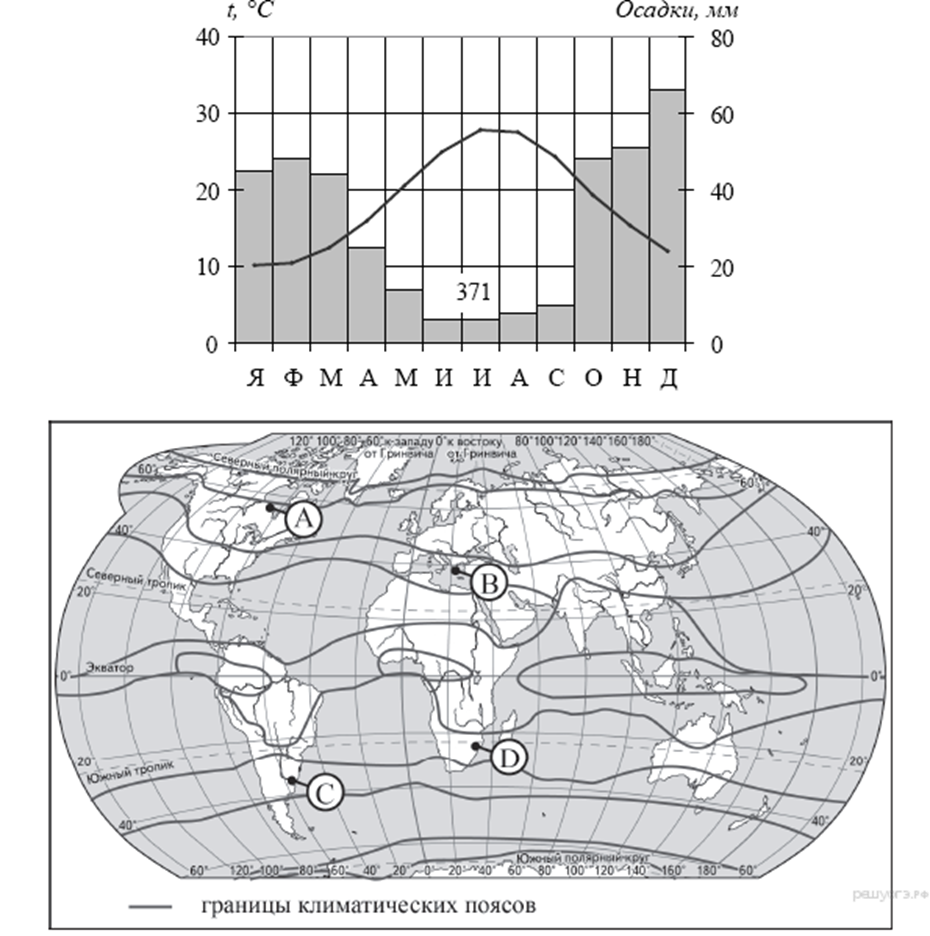 t, °C Осадки, мм
40 80
30 60
20 40
10 20
371
0 0
Я Ф М А М И И А С О Н Д
120° 100° 80° 60° к западу 0° к востоку 80° 100° 120° 140° 160° 180°
от Гринвича от Гринвича
Северный полярный круг
60° 60°
A
40° 40°
B
Северный тропик
20° 20°
Экватор
0° 0°
D
20° 20°
Южный тропик
C
40° 40°
Южный полярный круг
60° 120° 100° 80° 60° 40° 20° 0° 20° 40° 60° 80° 100° 120° 140° 160° 180° 60°
границы климатических поясов
решуогэ.рф